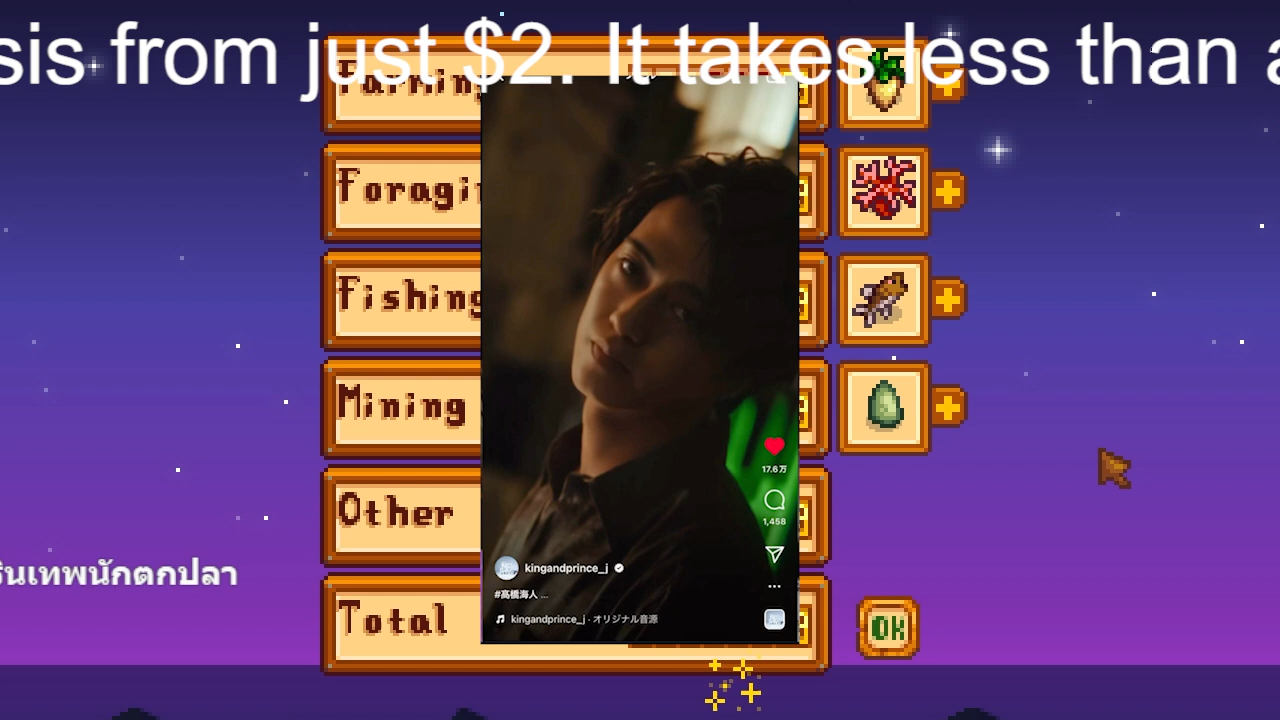 sis from just $2. It takes less than a
Farming
Foraging
Fishing
Mining
17.6万
Other
1,458
รินเทพนักตกปลา
kingandprince_j
#髙橋海人 ...
kingandprince_j · オリジナル音源
Total
OK